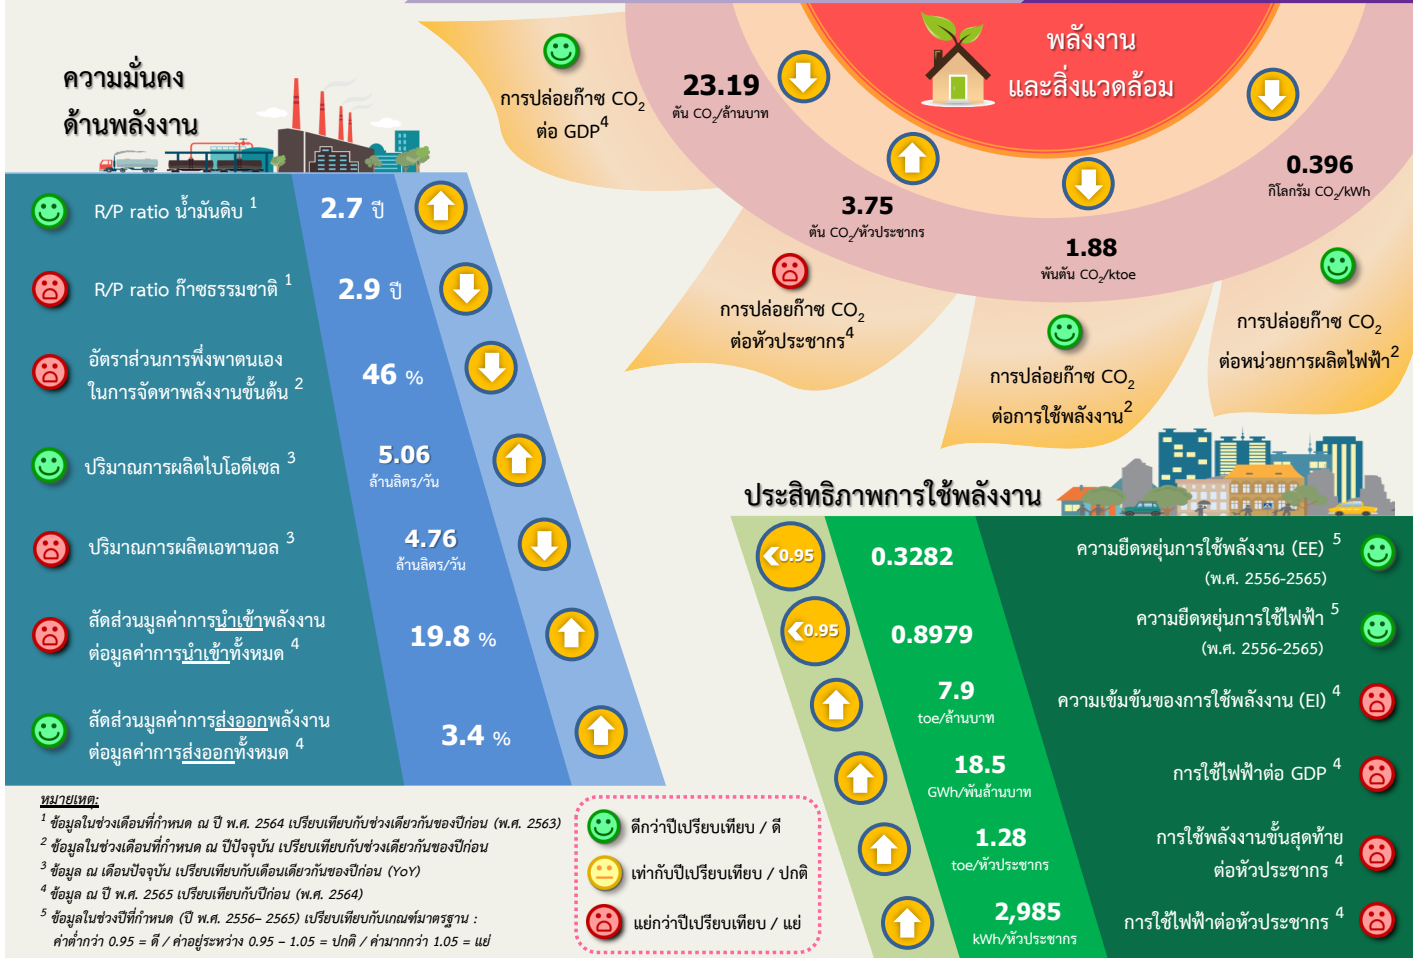 ความมั่นคง
ด้านพลังงาน
R/P ratio น้ำมันดิบ 1
2.7 ปี
R/P ratio ก๊าซธรรมชาติ 1
2.9 ปี
อัตราส่วนการพึ่งพาตนเอง
ในการจัดหาพลังงานขั้นต้น 2
46 %
ปริมาณการผลิตไบโอดีเซล 3
5.06
ล้านลิตร/วัน
ปริมาณการผลิตเอทานอล 3
4.76
ล้านลิตร/วัน
สัดส่วนมูลค่าการนำเข้าพลังงาน
ต่อมูลค่าการนำเข้าทั้งหมด 4
19.8 %
สัดส่วนมูลค่าการส่งออกพลังงาน
ต่อมูลค่าการส่งออกทั้งหมด 4
3.4 %
พลังงาน
และสิ่งแวดล้อม
การปล่อยก๊าซ CO2
ต่อ GDP4
23.19
ตัน CO2/ล้านบาท
3.75
ตัน CO2/หัวประชากร
การปล่อยก๊าซ CO2
ต่อหัวประชากร4
1.88
พันตัน CO2/ktoe
การปล่อยก๊าซ CO2
ต่อการใช้พลังงาน2
0.396
กิโลกรัม CO2/kWh
การปล่อยก๊าซ CO2
ต่อหน่วยการผลิตไฟฟ้า2
ประสิทธิภาพการใช้พลังงาน
<0.95
0.3282
ความยืดหยุ่นการใช้พลังงาน (EE) 5
(พ.ศ. 2556-2565)
<0.95
0.8979
ความยืดหยุ่นการใช้ไฟฟ้า 5
(พ.ศ. 2556-2565)
7.9
toe/ล้านบาท
ความเข้มข้นของการใช้พลังงาน (EI) 4
18.5
GWh/พันล้านบาท
การใช้ไฟฟ้าต่อ GDP 4
1.28
toe/หัวประชากร
การใช้พลังงานขั้นสุดท้าย
ต่อหัวประชากร 4
2,985
kWh/หัวประชากร
การใช้ไฟฟ้าต่อหัวประชากร 4
หมายเหตุ:
1 ข้อมูลในช่วงเดือนที่กำหนด ณ ปี พ.ศ. 2564 เปรียบเทียบกับช่วงเดียวกันของปีก่อน (พ.ศ. 2563)
2 ข้อมูลในช่วงเดือนที่กำหนด ณ ปีปัจจุบัน เปรียบเทียบกับช่วงเดียวกันของปีก่อน
3 ข้อมูล ณ เดือนปัจจุบัน เปรียบเทียบกับเดือนเดียวกันของปีก่อน (YoY)
4 ข้อมูล ณ ปี พ.ศ. 2565 เปรียบเทียบกับปีก่อน (พ.ศ. 2564)
5 ข้อมูลในช่วงปีที่กำหนด (ปี พ.ศ. 2556– 2565) เปรียบเทียบกับเกณฑ์มาตรฐาน :
ค่าต่ำกว่า 0.95 = ดี / ค่าอยู่ระหว่าง 0.95 – 1.05 = ปกติ / ค่ามากกว่า 1.05 = แย่
ดีกว่าปีเปรียบเทียบ / ดี
เท่ากับปีเปรียบเทียบ / ปกติ
แย่กว่าปีเปรียบเทียบ / แย่